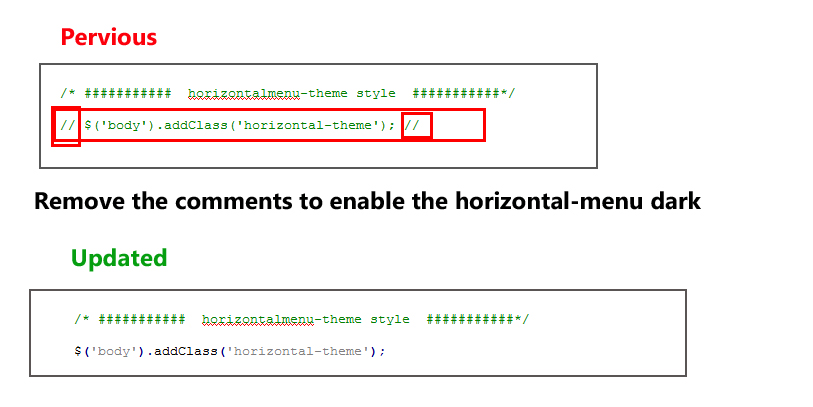 Pervious
/* ########### horizontalmenu-theme style ###########*/
// $('body').addClass('horizontal-theme'); //
Remove the comments to enable the horizontal-menu dark
Updated
/* ########### horizontalmenu-theme style ###########*/
$('body').addClass('horizontal-theme');